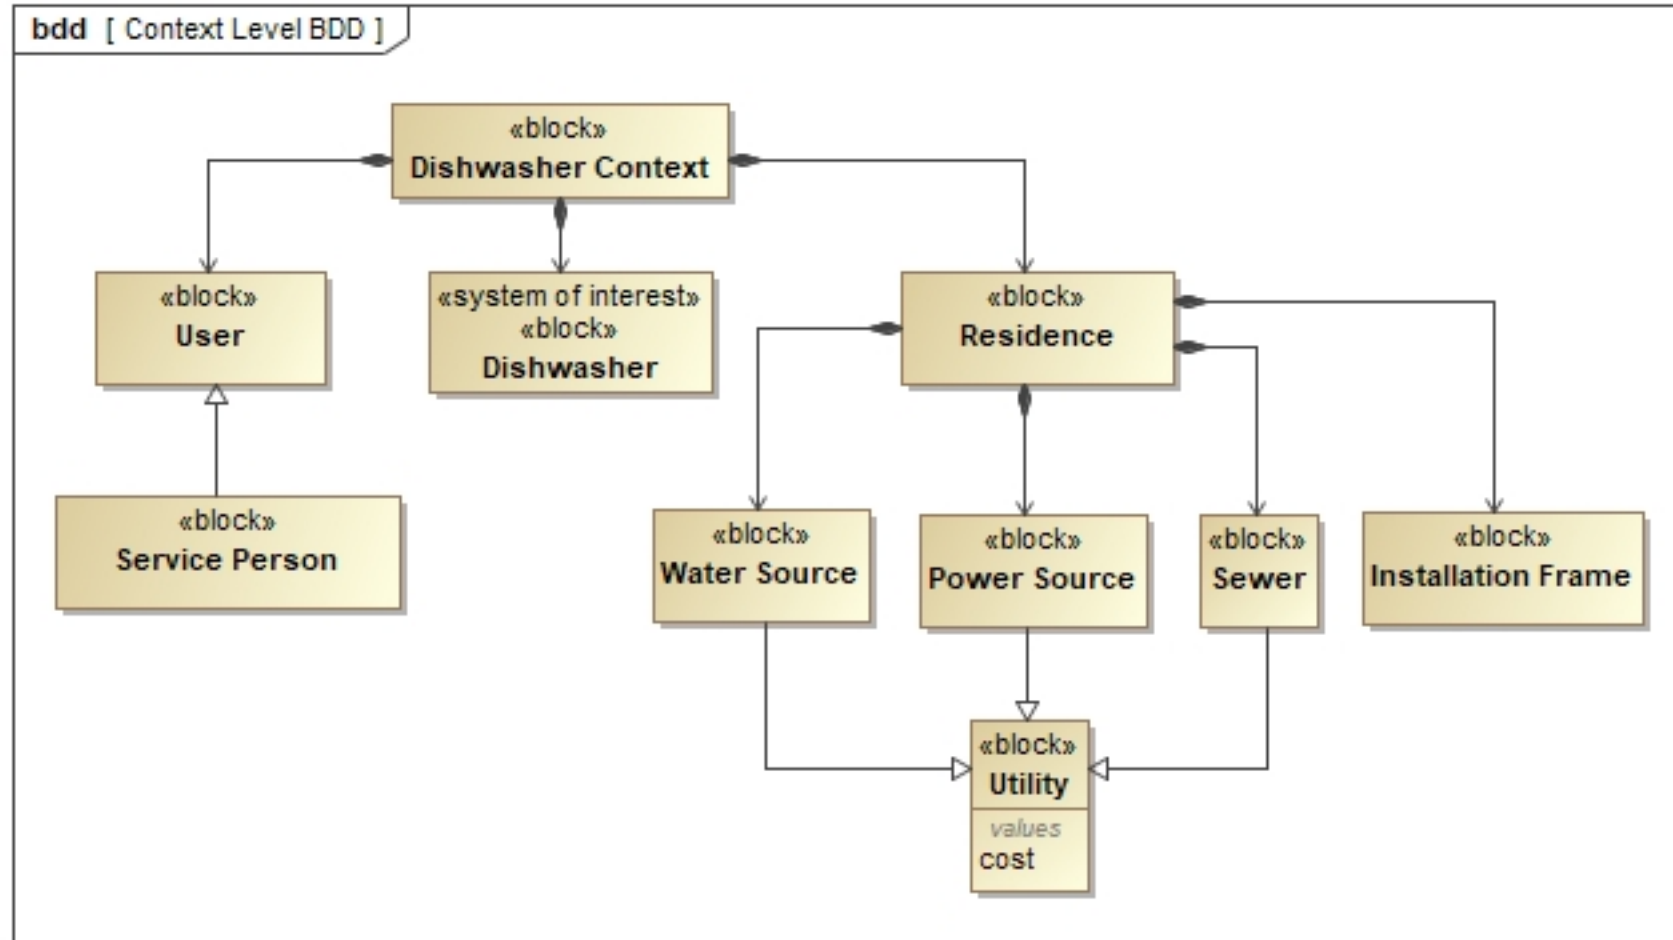 bdd [ Context Level BDD ]
«block»
Dishwasher Context
«block»
User
«system of interest»
«block»
Dishwasher
«block»
Residence
«block»
Service Person
«block»
Water Source
«block»
Power Source
«block»
Sewer
«block»
Installation Frame
«block»
Utility
values
cost